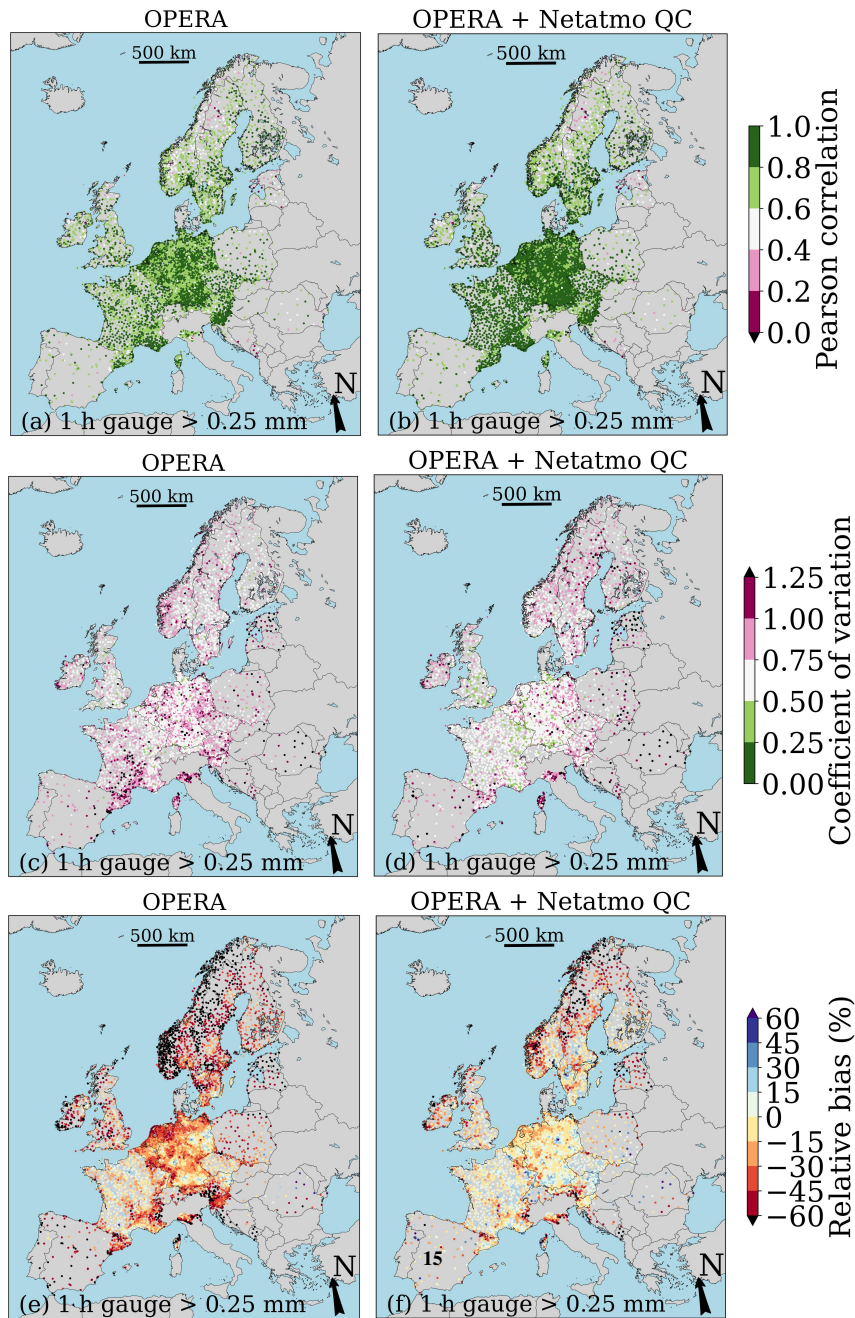 OPERA
OPERA + Netatmo QC
500 km
500 km
N
N
(a) 1 h gauge > 0.25 mm
(b) 1 h gauge > 0.25 mm
1.0
0.8
0.6
0.4
0.2
0.0
Pearson correlation
OPERA
OPERA + Netatmo QC
500 km
500 km
N
N
(c) 1 h gauge > 0.25 mm
(d) 1 h gauge > 0.25 mm
1.25
1.00
0.75
0.50
0.25
0.00
Coefficient of variation
OPERA
OPERA + Netatmo QC
500 km
500 km
N
N
15
(e) 1 h gauge > 0.25 mm
(f) 1 h gauge > 0.25 mm
60
45
30
15
0
−15
−30
−45
−60
Relative bias (%)